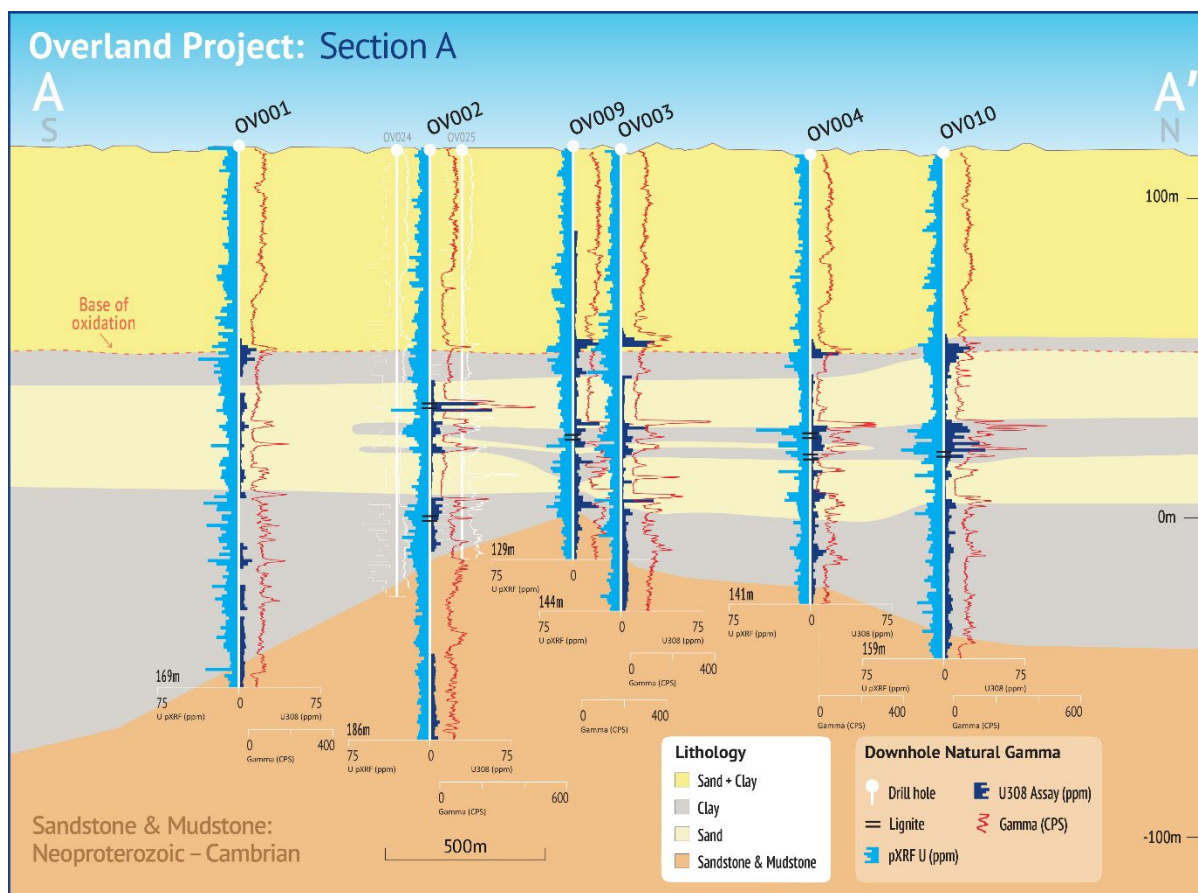 Overland Project: Section A
A
S
A'
N
OV001
OV024
OV002
OV025
OV009
OV003
OV004
OV010
100m
Base of
oxidation
0m
129m
75
0
U pXRF (ppm)
144m
75
0
75
U pXRF (ppm)
U308 (ppm)
0
400
Gamma (CPS)
0
400
Gamma (CPS)
141m
75
0
75
U pXRF (ppm)
U308 (ppm)
0
400
Gamma (CPS)
159m
75
0
75
U pXRF (ppm)
U308 (ppm)
0
600
Gamma (CPS)
169m
75
0
75
U pXRF (ppm)
U308 (ppm)
0
400
Gamma (CPS)
186m
75
0
75
U pXRF (ppm)
U308 (ppm)
0
600
Gamma (CPS)
Lithology
Sand + Clay
Clay
Sand
Sandstone & Mudstone
Downhole Natural Gamma
Drill hole
U308 Assay (ppm)
Lignite
Gamma (CPS)
pXRF U (ppm)
Sandstone & Mudstone:
Neoproterozoic – Cambrian
500m
-100m